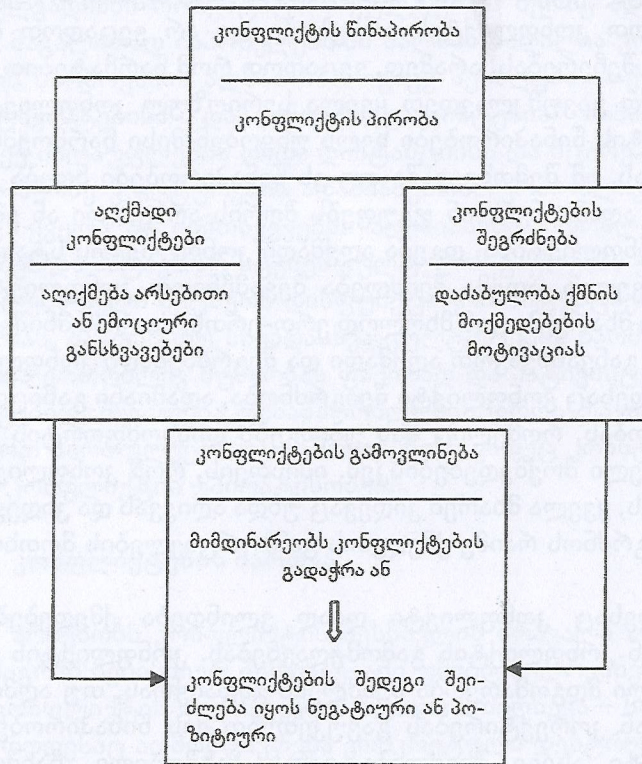 კონფლიქტის წინაპირობა
კონფლიქტის პირობა
აღქმადი
კონფლიქტები
აღიქმება არსებითი
ან ემოციური
განსხვავებები
კონფლიქტების
შეგრძნება
დაძაბულობა ქმნის
მოქმედებების
მოტივაციას
კონფლიქტების გამოვლინება
მიმდინარეობს კონფლიქტების
გადაჭრა ან
კონფლიქტების შედეგი შეი-
ძლება იყოს ნეგატიური ან პო-
ზიტიური